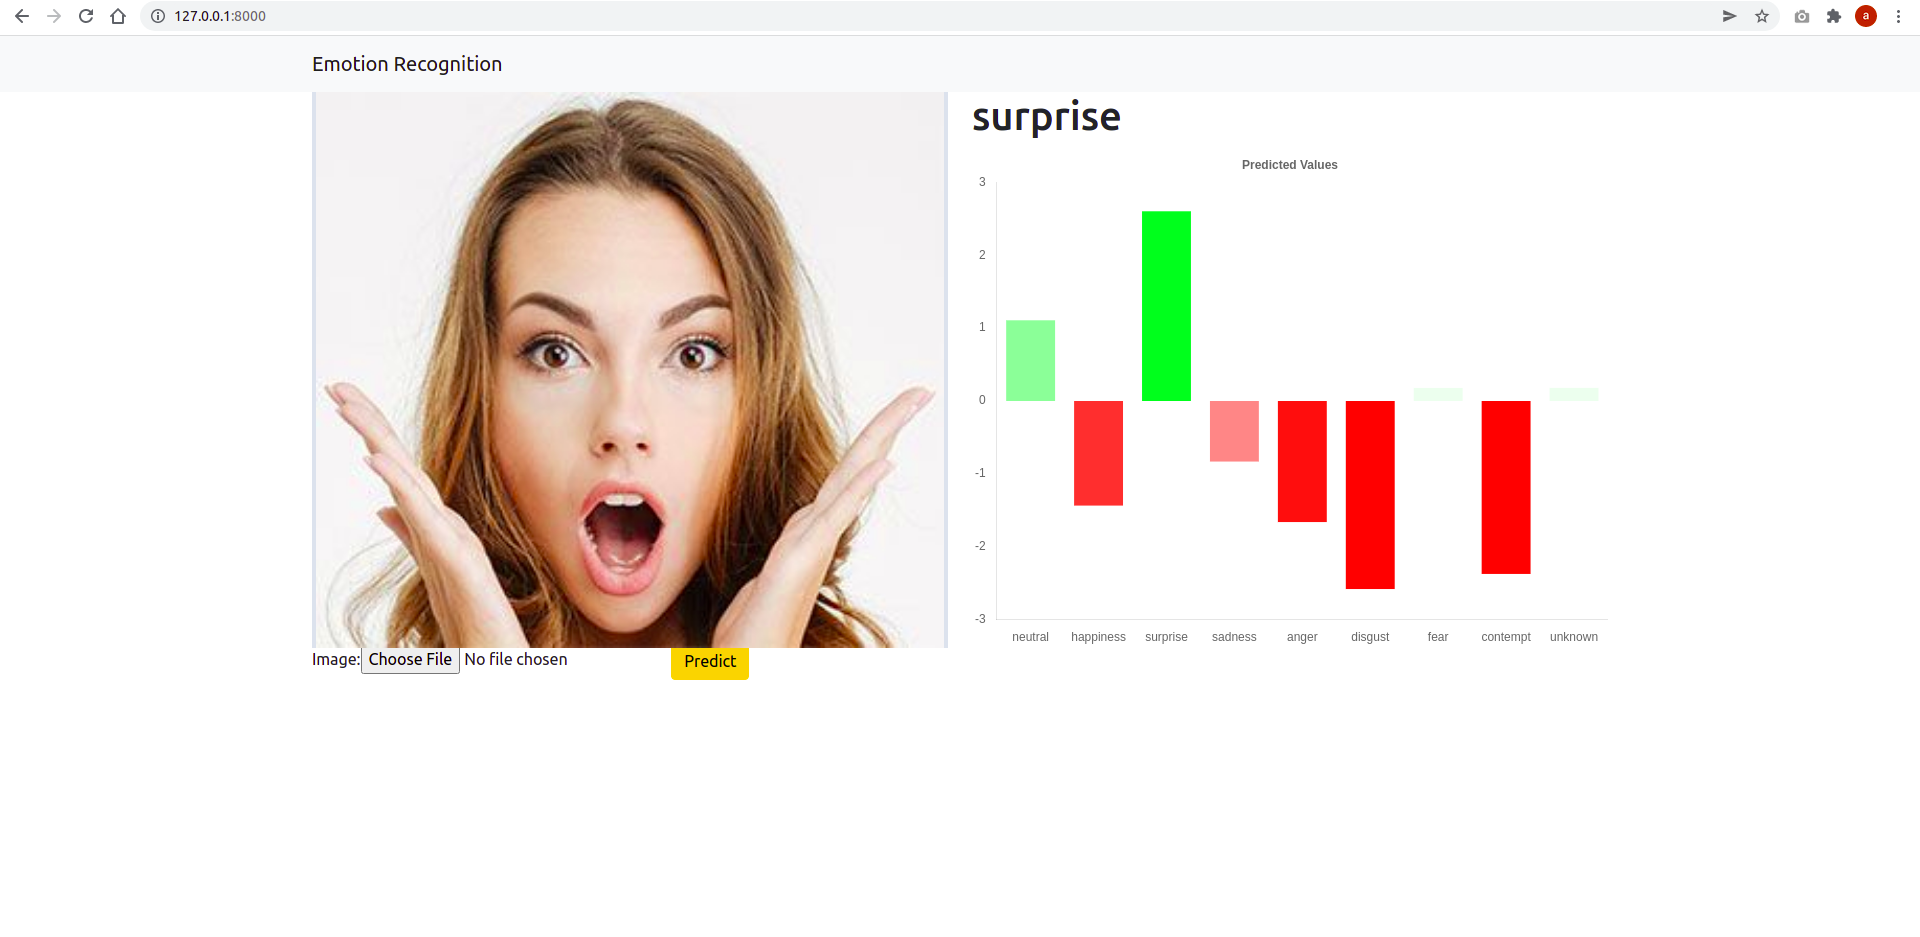 127.0.0.1:8000
a
Emotion Recognition
surprise
Predicted Values
3
2
1
0
-1
-2
-3
neutral happiness surprise sadness anger disgust fear contempt unknown
Image: Choose File No file chosen Predict